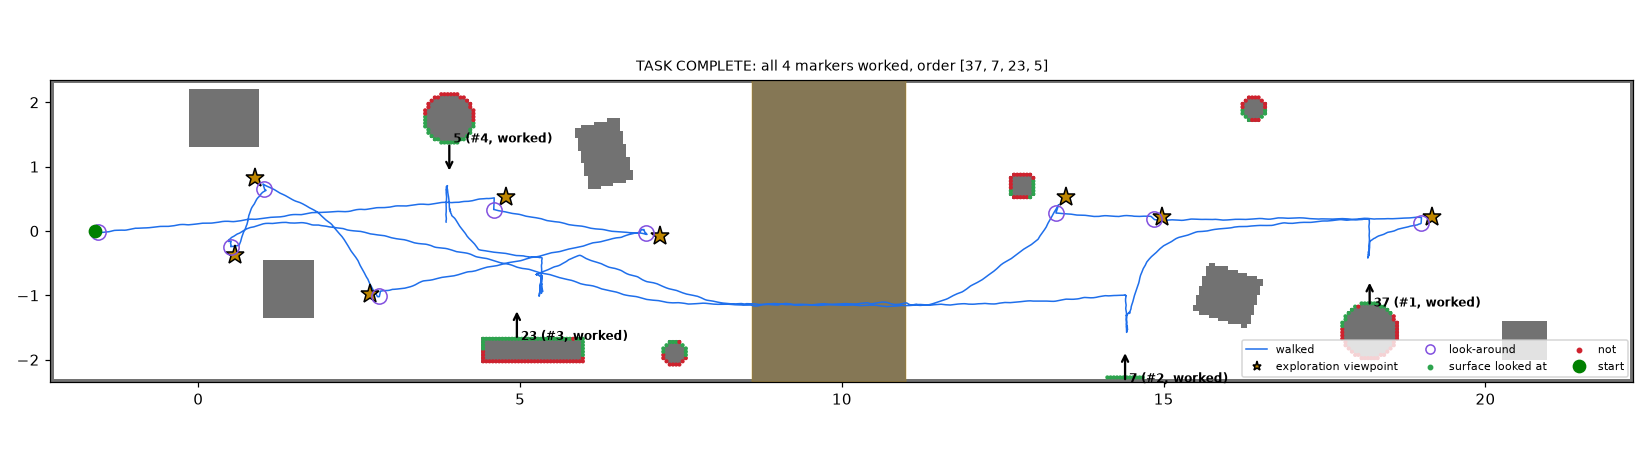 TASK COMPLETE: all 4 markers worked, order [37, 7, 23, 5]
2
1
0
−1
−2
5 (#4, worked)
37 (#1, worked)
23 (#3, worked)
7 (#2, worked)
walked
exploration viewpoint
look-around
surface looked at
not
start
0
5
10
15
20